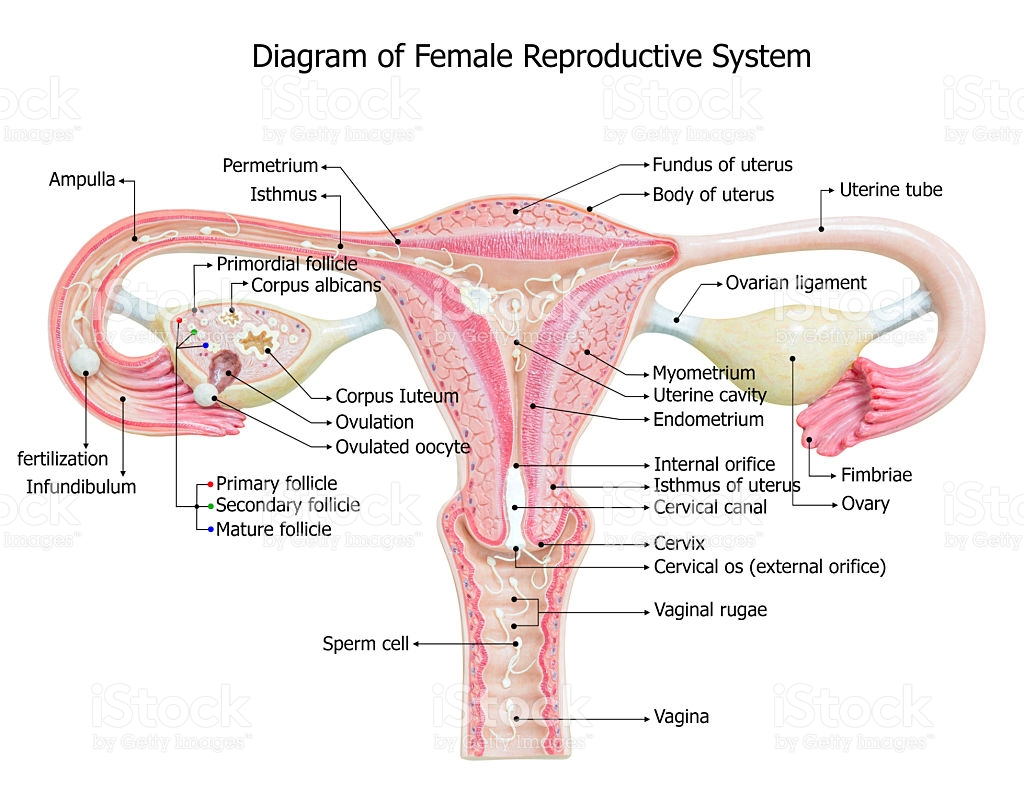 Diagram of Female Reproductive System
Permetrium
Fundus of uterus
Ampulla
Isthmus
Body of uterus
Uterine tube
Primordial follicle
Corpus albicans
Ovarian ligament
Myometrium
Corpus Iuteum
Uterine cavity
Ovulation
Endometrium
Ovulated oocyte
fertilization
Internal orifice
Infundibulum
Isthmus of uterus
Fimbriae
Primary follicle
Secondary follicle
Cervical canal
Ovary
Mature follicle
Cervix
Cervical os (external orifice)
Vaginal rugae
Sperm cell
Vagina
iStock
by Getty Images™